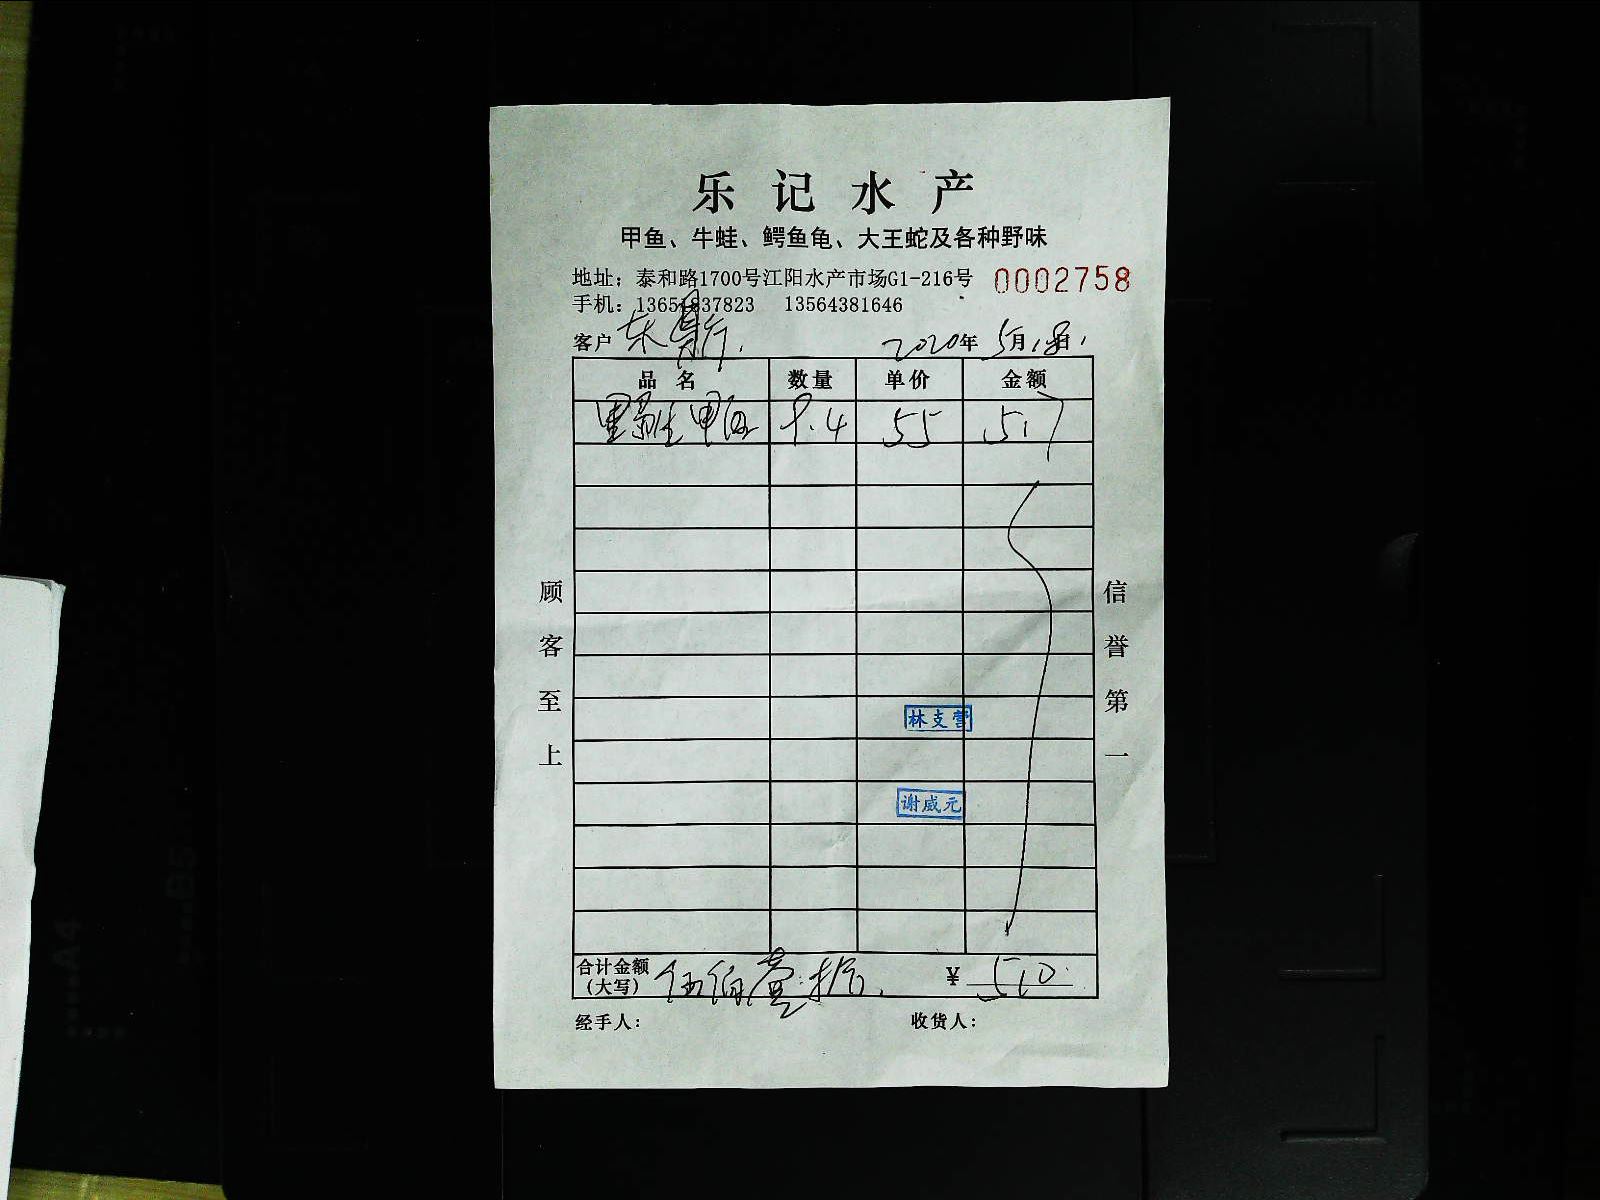 乐记水产
甲鱼、牛蛙、鳄鱼龟、大王蛇及各种野味
地址：泰和路1700号江阳水产市场G1-216号 0002758
手机：13651837823 13564381646
客户 2020年5月18日
品名 数量 单价 金额
野生甲鱼 9.4 55 517
顾客至上
信誉第一
林支营
谢威元
合计金额（大写） 伍佰壹拾 ￥ 510
经手人： 收货人：